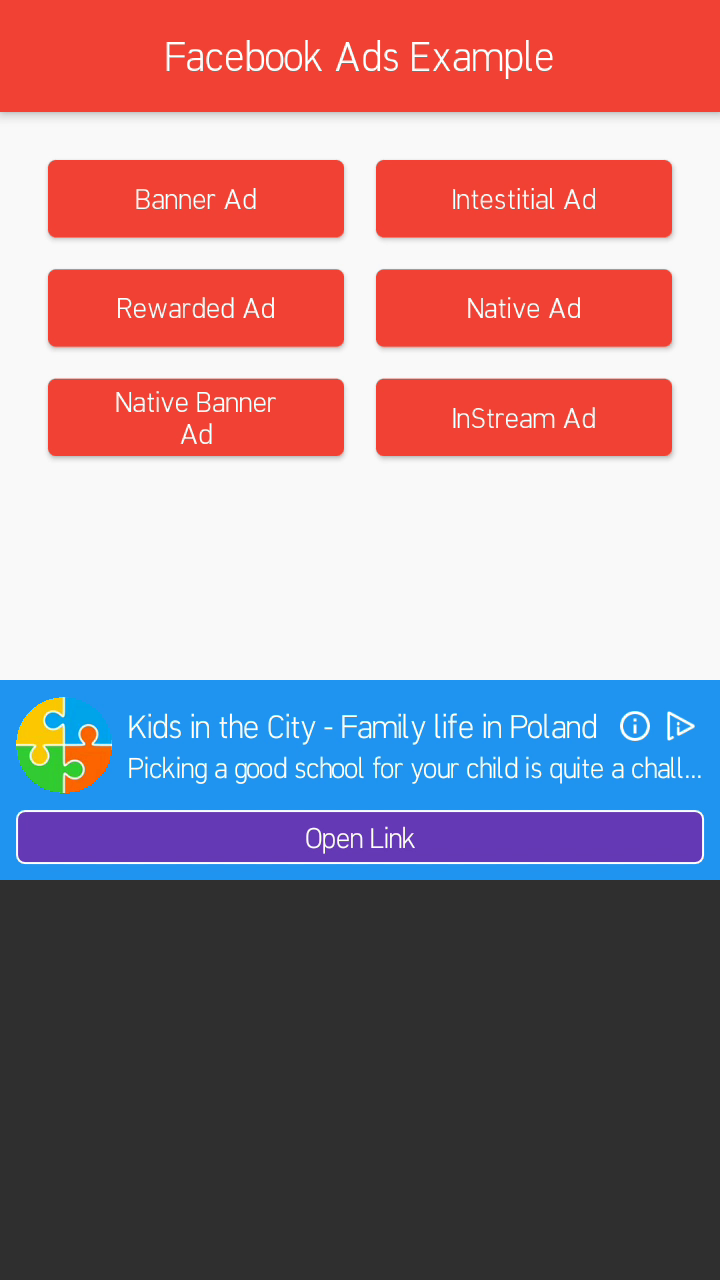 Facebook Ads Example
Banner Ad
Intestitial Ad
Rewarded Ad
Native Ad
Native Banner
Ad
InStream Ad
Kids in the City - Family life in Poland
Picking a good school for your child is quite a chall...
Open Link